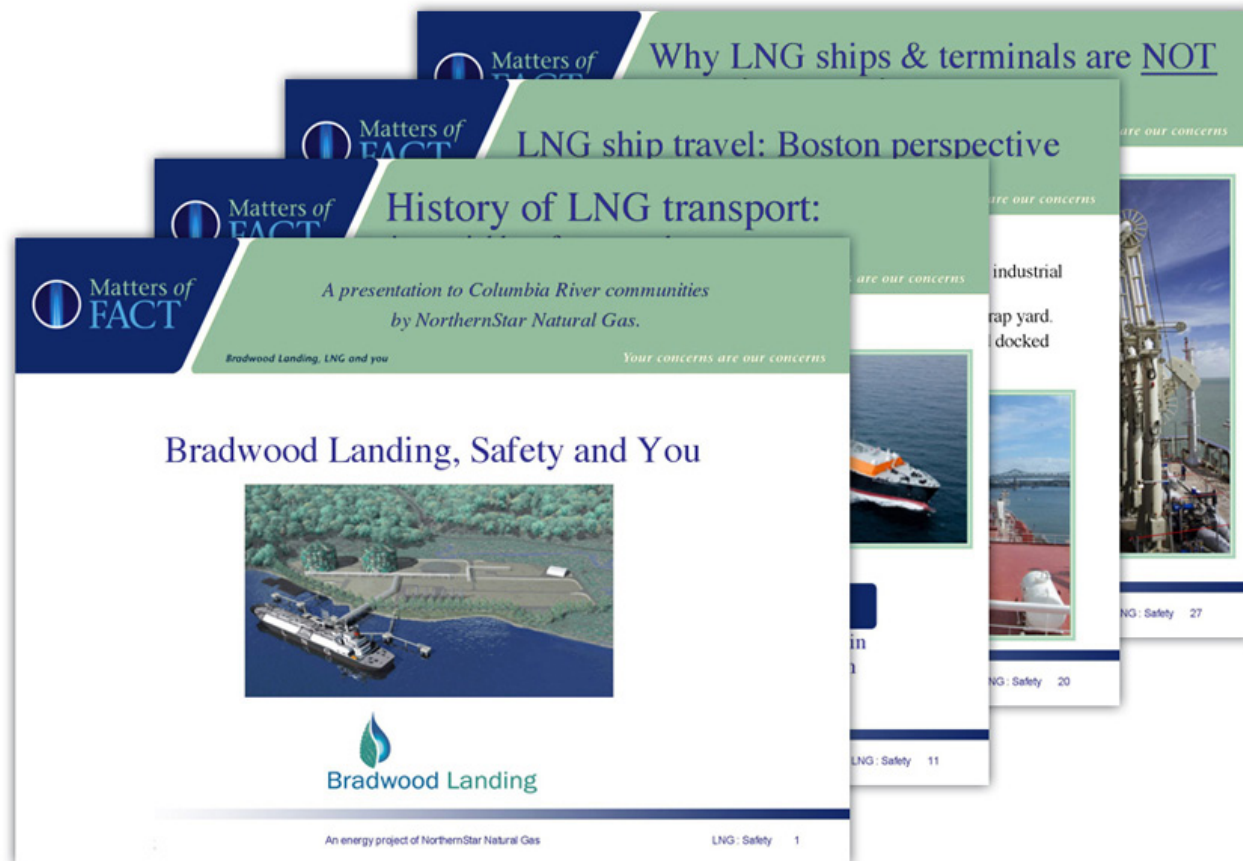 Matters of
FACT
Why LNG ships & terminals are NOT
are our concerns
NG : Safety 27
Matters of
FACT
LNG ship travel: Boston perspective
are our concerns
industrial
rap yard.
docked
NG : Safety 20
Matters of
FACT
History of LNG transport:
are our concerns
in
LNG : Safety 11
Matters of
FACT
A presentation to Columbia River communities
by NorthernStar Natural Gas.
Bradwood Landing, LNG and you
Your concerns are our concerns
Bradwood Landing, Safety and You
Bradwood Landing
An energy project of NorthernStar Natural Gas
LNG : Safety 1